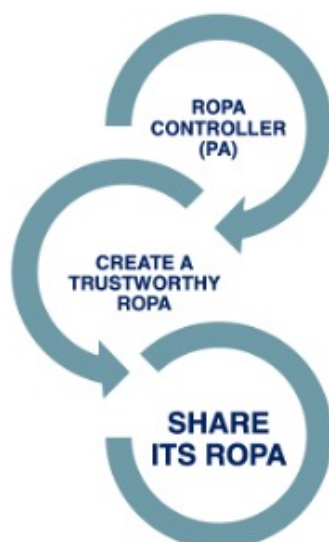 ROPA
CONTROLLER
(PA)
CREATE A
TRUSTWORTHY
ROPA
SHARE
ITS ROPA